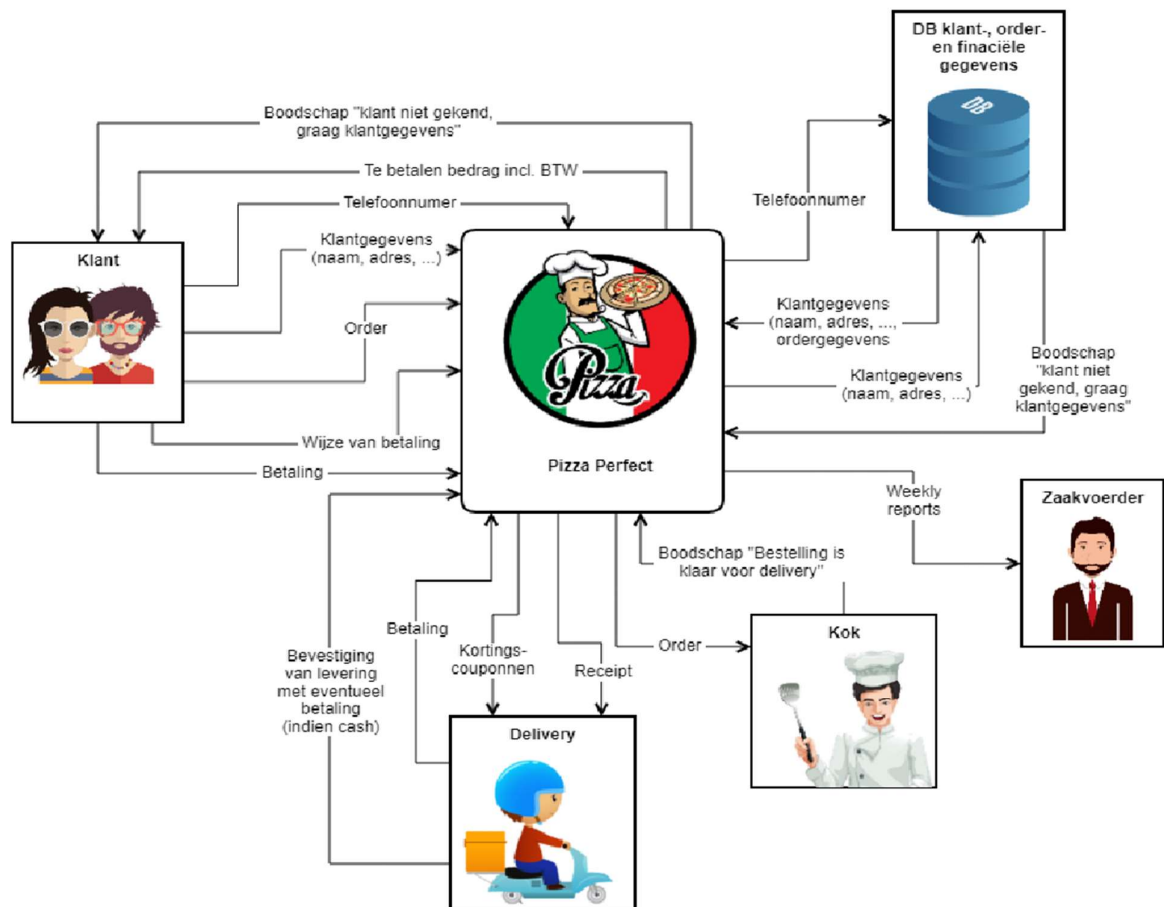 DB klant-, order-
en finaciële
gegevens
DB
Boodschap "klant niet gekend,
graag klantgegevens"
Te betalen bedrag incl. BTW
Telefoonnumer
Telefoonnumer
Klant
Klantgegevens
(naam, adres, ...)
Order
Klantgegevens
(naam, adres, ...,
ordergegevens
Boodschap
"klant niet
gekend, graag
klantgegevens"
Klantgegevens
(naam, adres, ...)
Pizza
Wijze van betaling
Betaling
Pizza Perfect
Weekly
reports
Zaakvoerder
Boodschap "Bestelling is
klaar voor delivery"
Betaling
Kortings-
couponnen
Receipt
Order
Kok
Bevestiging
van levering
met eventueel
betaling
(indien cash)
Delivery